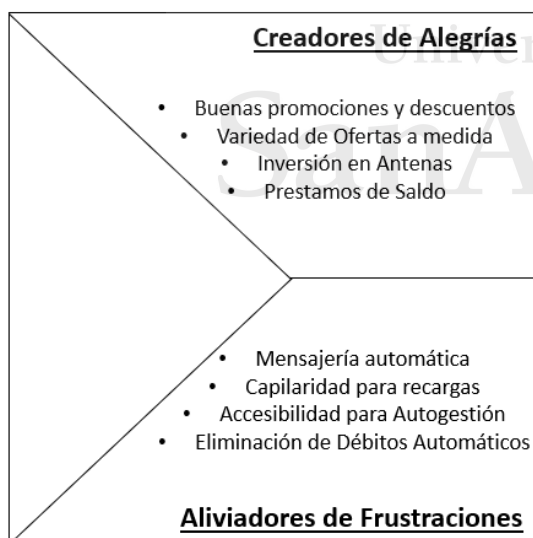 Creadores de Alegrías
• Buenas promociones y descuentos
• Variedad de Ofertas a medida
• Inversión en Antenas
• Prestamos de Saldo
• Mensajería automática
• Capilaridad para recargas
• Accesibilidad para Autogestión
• Eliminación de Débitos Automáticos
Aliviadores de Frustraciones